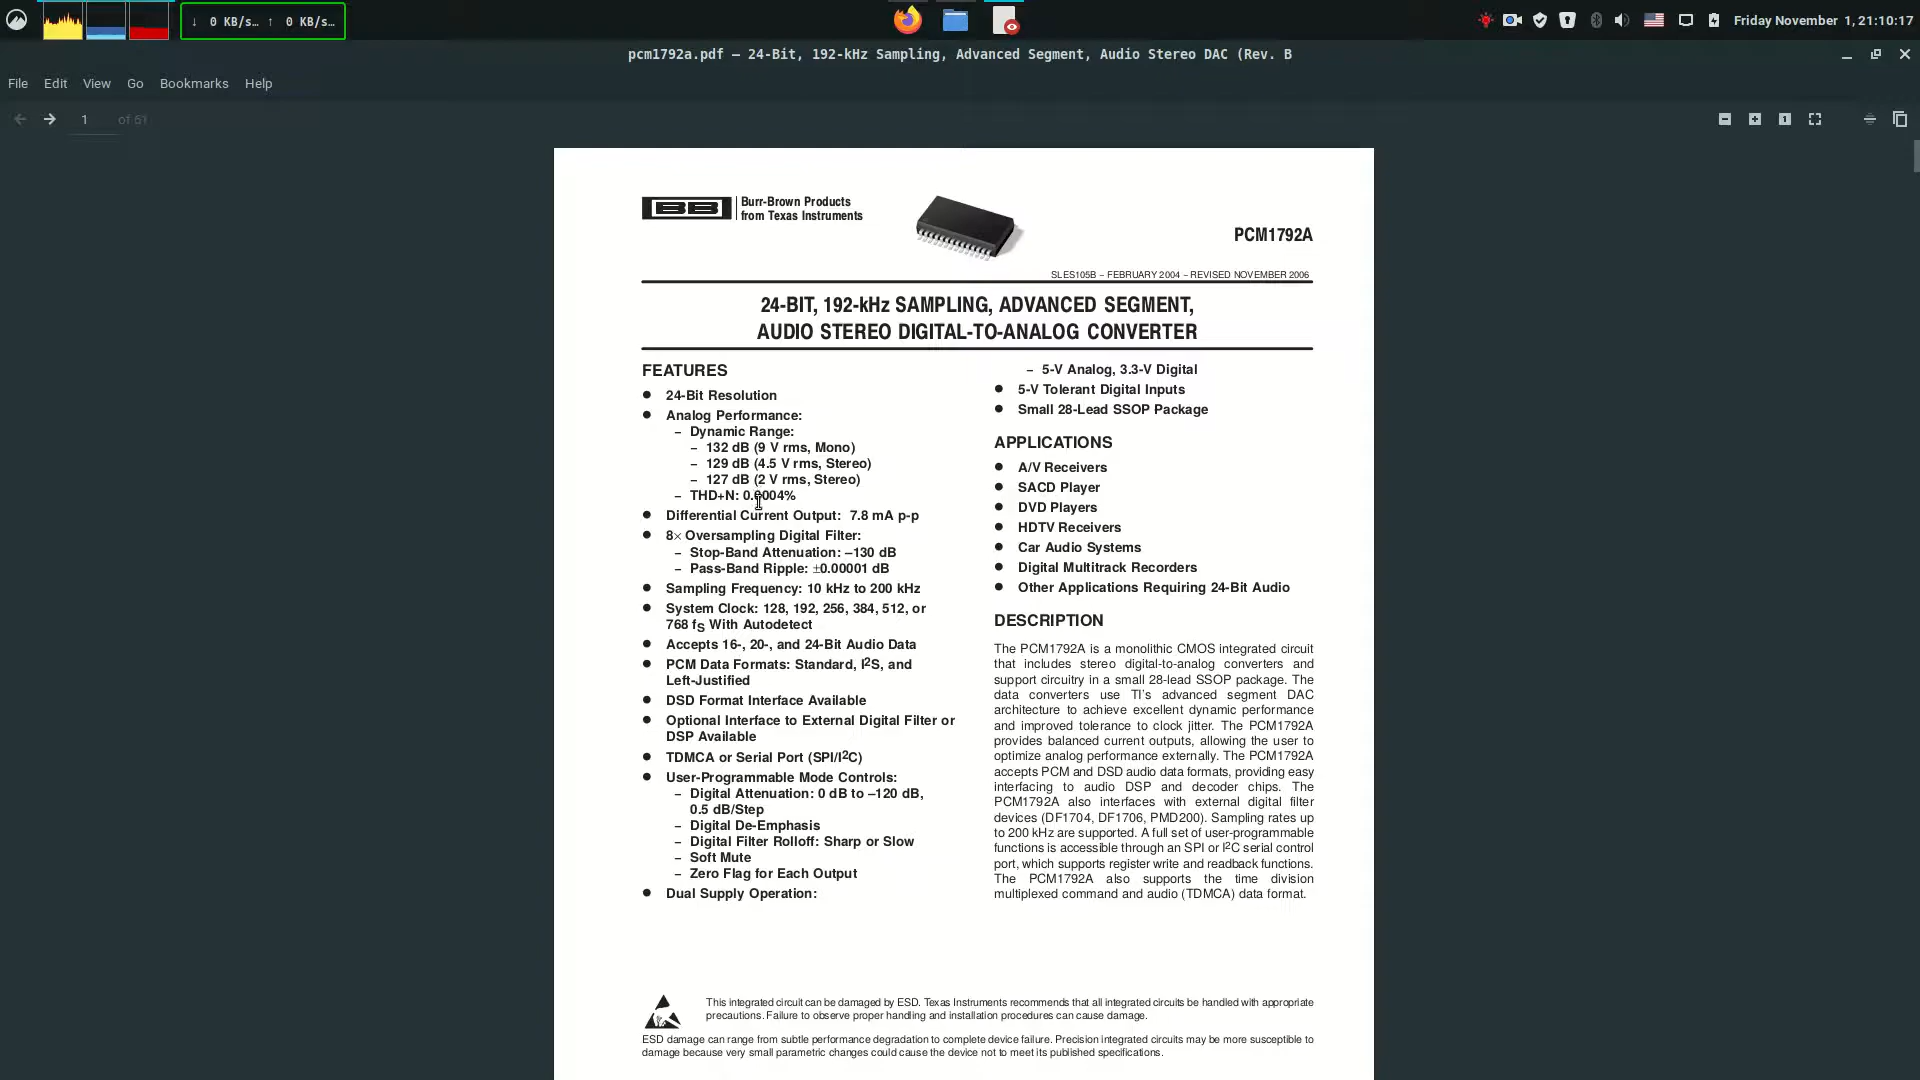 ↓ 0 KB/s… ↑ 0 KB/s…
Friday November 1, 21:10:17
pcm1792a.pdf — 24-Bit, 192-kHz Sampling, Advanced Segment, Audio Stereo DAC (Rev. B
File Edit View Go Bookmarks Help
1 of 61
BB
Burr-Brown Products
from Texas Instruments
PCM1792A
SLES105B − FEBRUARY 2004 − REVISED NOVEMBER 2006
24-BIT, 192-kHz SAMPLING, ADVANCED SEGMENT,
AUDIO STEREO DIGITAL-TO-ANALOG CONVERTER
FEATURES
● 24-Bit Resolution
● Analog Performance:
− Dynamic Range:
− 132 dB (9 V rms, Mono)
− 129 dB (4.5 V rms, Stereo)
− 127 dB (2 V rms, Stereo)
− THD+N: 0.0004%
● Differential Current Output: 7.8 mA p-p
● 8× Oversampling Digital Filter:
− Stop-Band Attenuation: –130 dB
− Pass-Band Ripple: ±0.00001 dB
● Sampling Frequency: 10 kHz to 200 kHz
● System Clock: 128, 192, 256, 384, 512, or
768 fS With Autodetect
● Accepts 16-, 20-, and 24-Bit Audio Data
● PCM Data Formats: Standard, I2S, and
Left-Justified
● DSD Format Interface Available
● Optional Interface to External Digital Filter or
DSP Available
● TDMCA or Serial Port (SPI/I2C)
● User-Programmable Mode Controls:
− Digital Attenuation: 0 dB to –120 dB,
0.5 dB/Step
− Digital De-Emphasis
− Digital Filter Rolloff: Sharp or Slow
− Soft Mute
− Zero Flag for Each Output
● Dual Supply Operation:
− 5-V Analog, 3.3-V Digital
● 5-V Tolerant Digital Inputs
● Small 28-Lead SSOP Package
APPLICATIONS
● A/V Receivers
● SACD Player
● DVD Players
● HDTV Receivers
● Car Audio Systems
● Digital Multitrack Recorders
● Other Applications Requiring 24-Bit Audio
DESCRIPTION
The PCM1792A is a monolithic CMOS integrated circuit
that includes stereo digital-to-analog converters and
support circuitry in a small 28-lead SSOP package. The
data converters use TI's advanced segment DAC
architecture to achieve excellent dynamic performance
and improved tolerance to clock jitter. The PCM1792A
provides balanced current outputs, allowing the user to
optimize analog performance externally. The PCM1792A
accepts PCM and DSD audio data formats, providing easy
interfacing to audio DSP and decoder chips. The
PCM1792A also interfaces with external digital filter
devices (DF1704, DF1706, PMD200). Sampling rates up
to 200 kHz are supported. A full set of user-programmable
functions is accessible through an SPI or I2C serial control
port, which supports register write and readback functions.
The PCM1792A also supports the time division
multiplexed command and audio (TDMCA) data format.
This integrated circuit can be damaged by ESD. Texas Instruments recommends that all integrated circuits be handled with appropriate
precautions. Failure to observe proper handling and installation procedures can cause damage.
ESD damage can range from subtle performance degradation to complete device failure. Precision integrated circuits may be more susceptible to
damage because very small parametric changes could cause the device not to meet its published specifications.